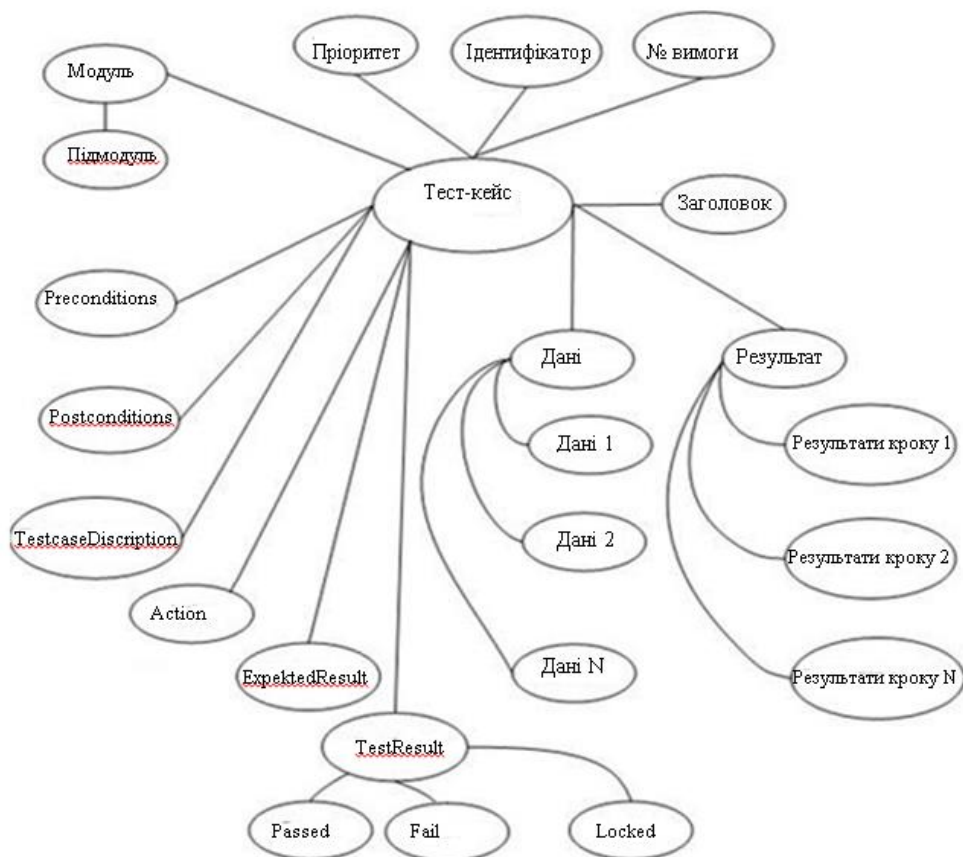 Пріоритет
Ідентифікатор
№ вимоги
Модуль
Підмодуль
Тест-кейс
Заголовок
Preconditions
Дані
Результат
Postconditions
Дані 1
Результати кроку 1
TestcaseDiscription
Дані 2
Результати кроку 2
Action
ExpektedResult
Дані N
Результати кроку N
TestResult
Passed
Fail
Locked